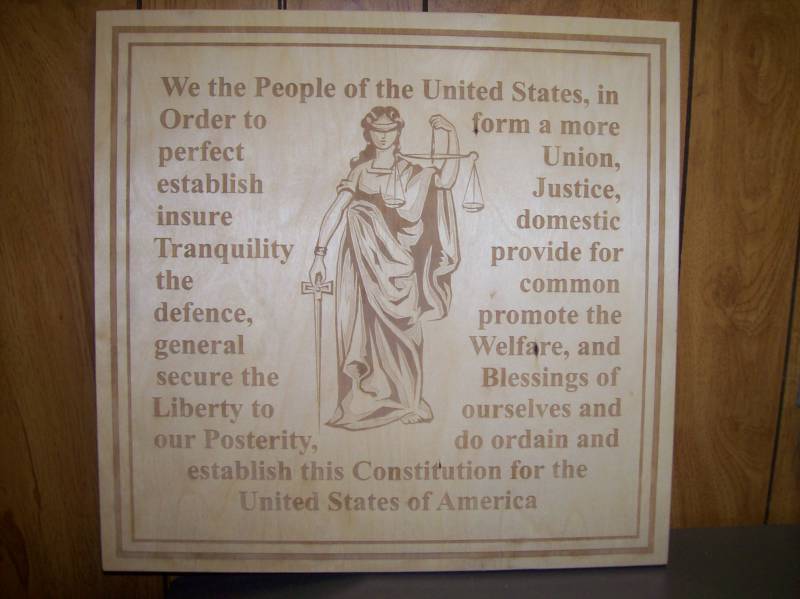 We the People of the United States, in
Order to form a more
perfect Union,
establish Justice,
insure domestic
Tranquility provide for
the common
defence, promote the
general Welfare, and
secure the Blessings of
Liberty to ourselves and
our Posterity, do ordain and
establish this Constitution for the
United States of America